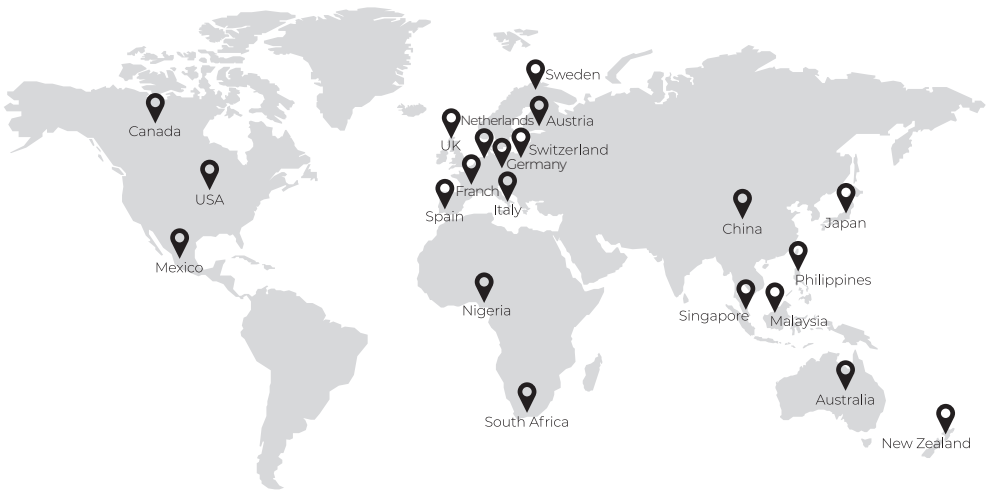 Sweden
Canada
Netherlands
Austria
UK
Switzerland
Germany
USA
Franch
Italy
Spain
China
Japan
Mexico
Philippines
Nigeria
Singapore
Malaysia
Australia
South Africa
New Zealand